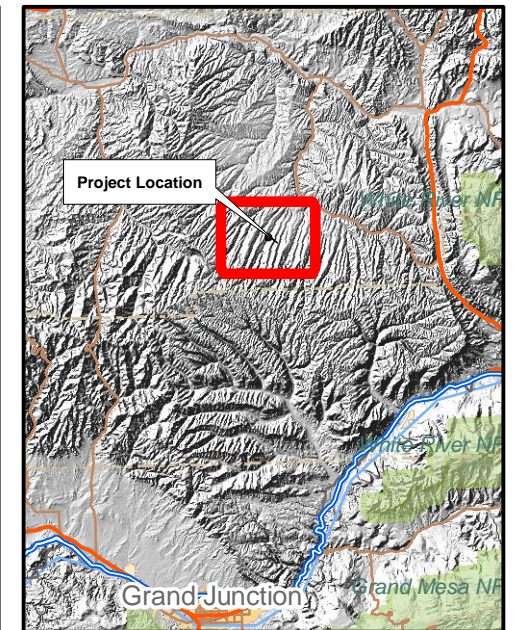 Project Location
White River NF
White River NF
Grand Junction
Grand Mesa NF